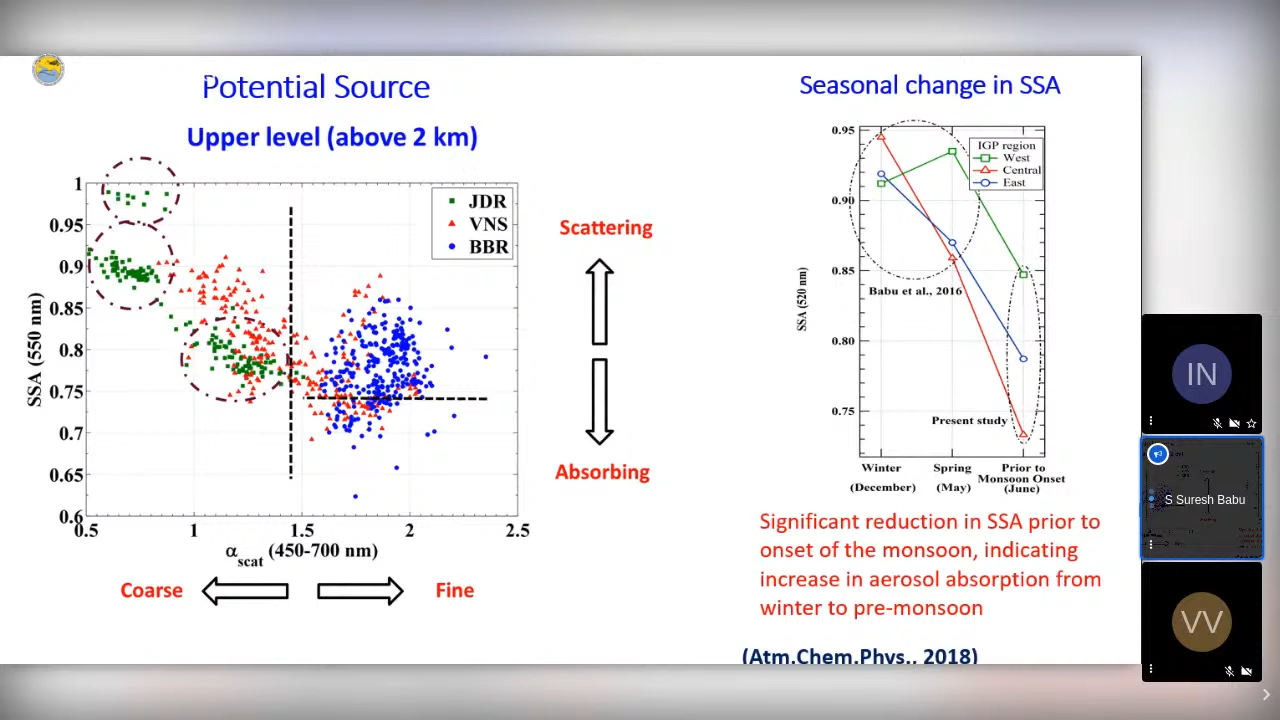 Potential Source
Upper level (above 2 km)
1
0.95
0.9
0.85
0.8
0.75
0.7
0.65
0.6
SSA (550 nm)
JDR
VNS
BBR
0.5
1
1.5
2
2.5
αscat (450-700 nm)
Coarse
Fine
Scattering
Absorbing
Seasonal change in SSA
0.95
0.90
0.85
0.80
0.75
SSA (520 nm)
IGP region
West
Central
East
Babu et al., 2016
Present study
Winter
(December)
Spring
(May)
Prior to
Monsoon Onset
(June)
Significant reduction in SSA prior to
onset of the monsoon, indicating
increase in aerosol absorption from
winter to pre-monsoon
(Atm.Chem.Phys., 2018)
IN
S Suresh Babu
VV